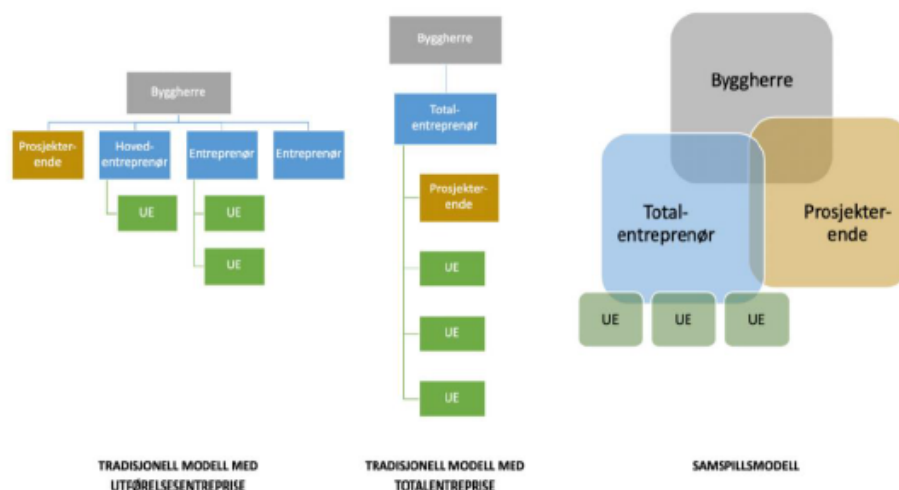 Byggherre
Prosjekter-
ende
Hoved-
entreprenør
Entreprenør
Entreprenør
UE
UE
UE
TRADISJONELL MODELL MED
UTFØRELSESENTREPRISE
Byggherre
Total-
entreprenør
Prosjekter-
ende
UE
UE
UE
TRADISJONELL MODELL MED
TOTALENTREPRISE
Byggherre
Total-
entreprenør
Prosjekter-
ende
UE
UE
UE
SAMSPILLSMODELL